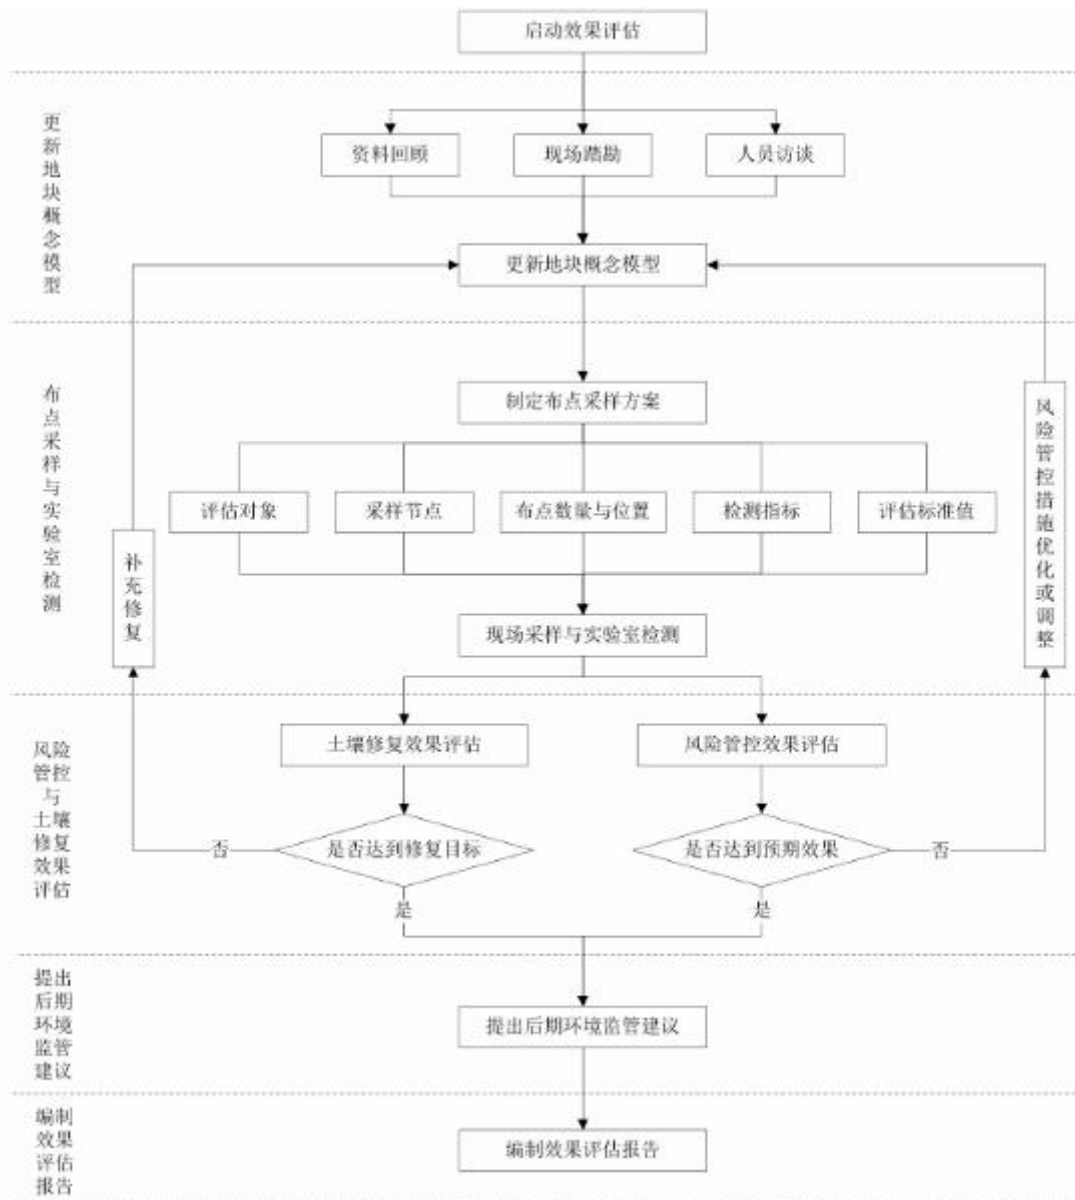 启动效果评估
更新地块概念模型
资料回顾
现场踏勘
人员访谈
更新地块概念模型
布点采样与实验室检测
制定布点采样方案
评估对象
采样节点
布点数量与位置
检测指标
评估标准值
补充修复
风险管控措施优化或调整
现场采样与实验室检测
风险
管控
与
土壤
修复
效果
评估
土壤修复效果评估
风险管控效果评估
否
是否达到修复目标
是否达到预期效果
否
是
是
提出
后期
环境
监管
建议
提出后期环境监管建议
编制
效果
评估
报告
编制效果评估报告